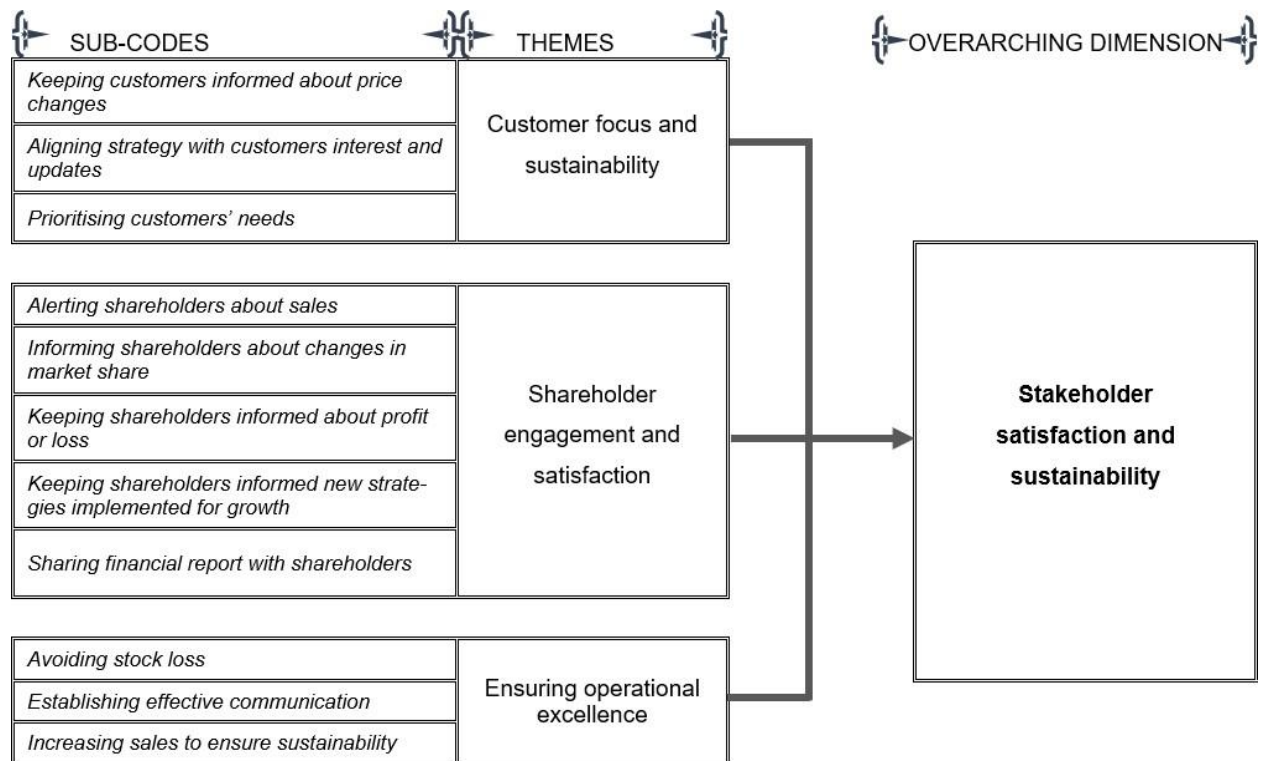 SUB-CODES
THEMES
OVERARCHING DIMENSION
Keeping customers informed about price
changes
Aligning strategy with customers interest and
updates
Prioritising customers’ needs
Customer focus and
sustainability
Alerting shareholders about sales
Informing shareholders about changes in
market share
Keeping shareholders informed about profit
or loss
Keeping shareholders informed new strate-
gies implemented for growth
Sharing financial report with shareholders
Shareholder
engagement and
satisfaction
Avoiding stock loss
Establishing effective communication
Increasing sales to ensure sustainability
Ensuring operational
excellence
Stakeholder
satisfaction and
sustainability